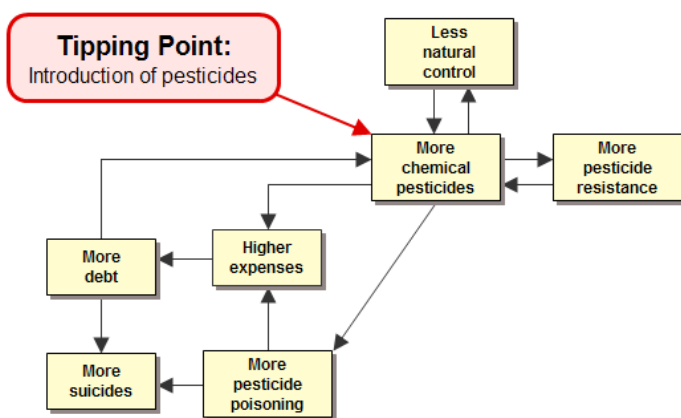 Tipping Point:
Introduction of pesticides
Less
natural
control
More
chemical
pesticides
More
pesticide
resistance
More
debt
Higher
expenses
More
suicides
More
pesticide
poisoning